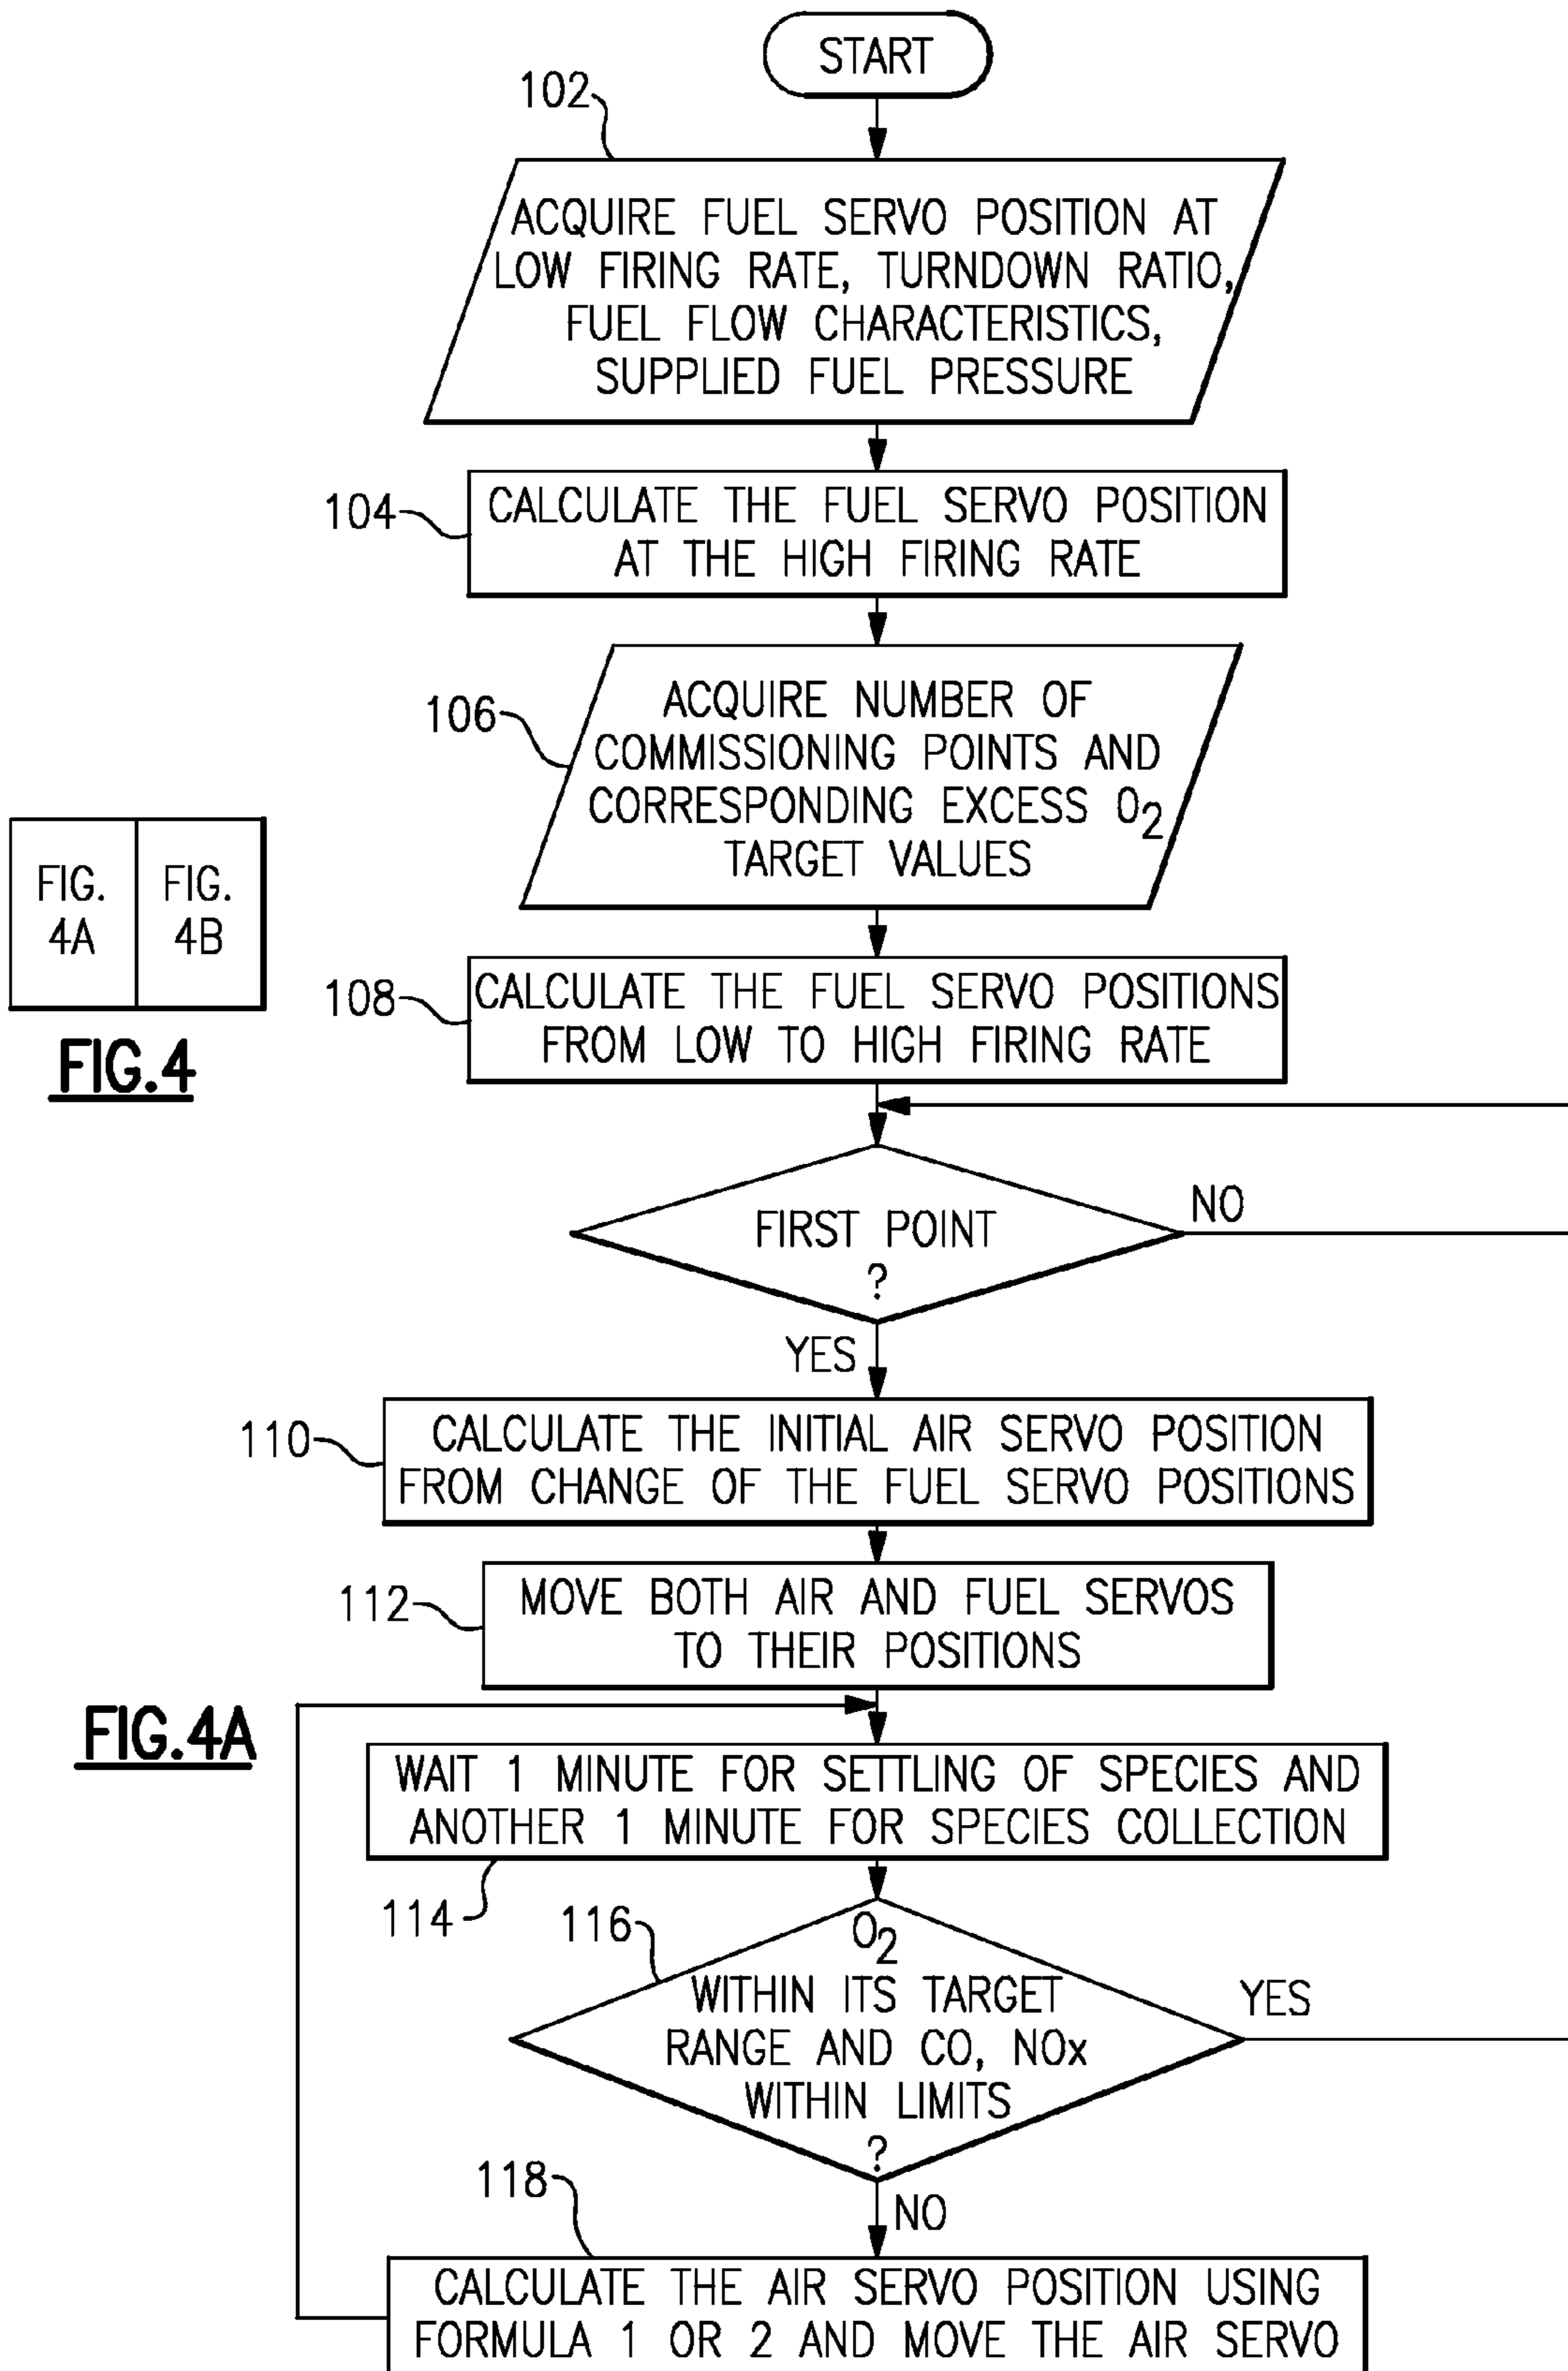 START
102
ACQUIRE FUEL SERVO POSITION AT
LOW FIRING RATE, TURNDOWN RATIO,
FUEL FLOW CHARACTERISTICS,
SUPPLIED FUEL PRESSURE
104
CALCULATE THE FUEL SERVO POSITION
AT THE HIGH FIRING RATE
106
ACQUIRE NUMBER OF
COMMISSIONING POINTS AND
CORRESPONDING EXCESS O2
TARGET VALUES
FIG.
4A
FIG.
4B
FIG.4
108
CALCULATE THE FUEL SERVO POSITIONS
FROM LOW TO HIGH FIRING RATE
FIRST POINT
?
NO
YES
110
CALCULATE THE INITIAL AIR SERVO POSITION
FROM CHANGE OF THE FUEL SERVO POSITIONS
112
MOVE BOTH AIR AND FUEL SERVOS
TO THEIR POSITIONS
FIG.4A
WAIT 1 MINUTE FOR SETTLING OF SPECIES AND
ANOTHER 1 MINUTE FOR SPECIES COLLECTION
114
116
O2
WITHIN ITS TARGET
RANGE AND CO, NOx
WITHIN LIMITS
?
YES
NO
118
CALCULATE THE AIR SERVO POSITION USING
FORMULA 1 OR 2 AND MOVE THE AIR SERVO